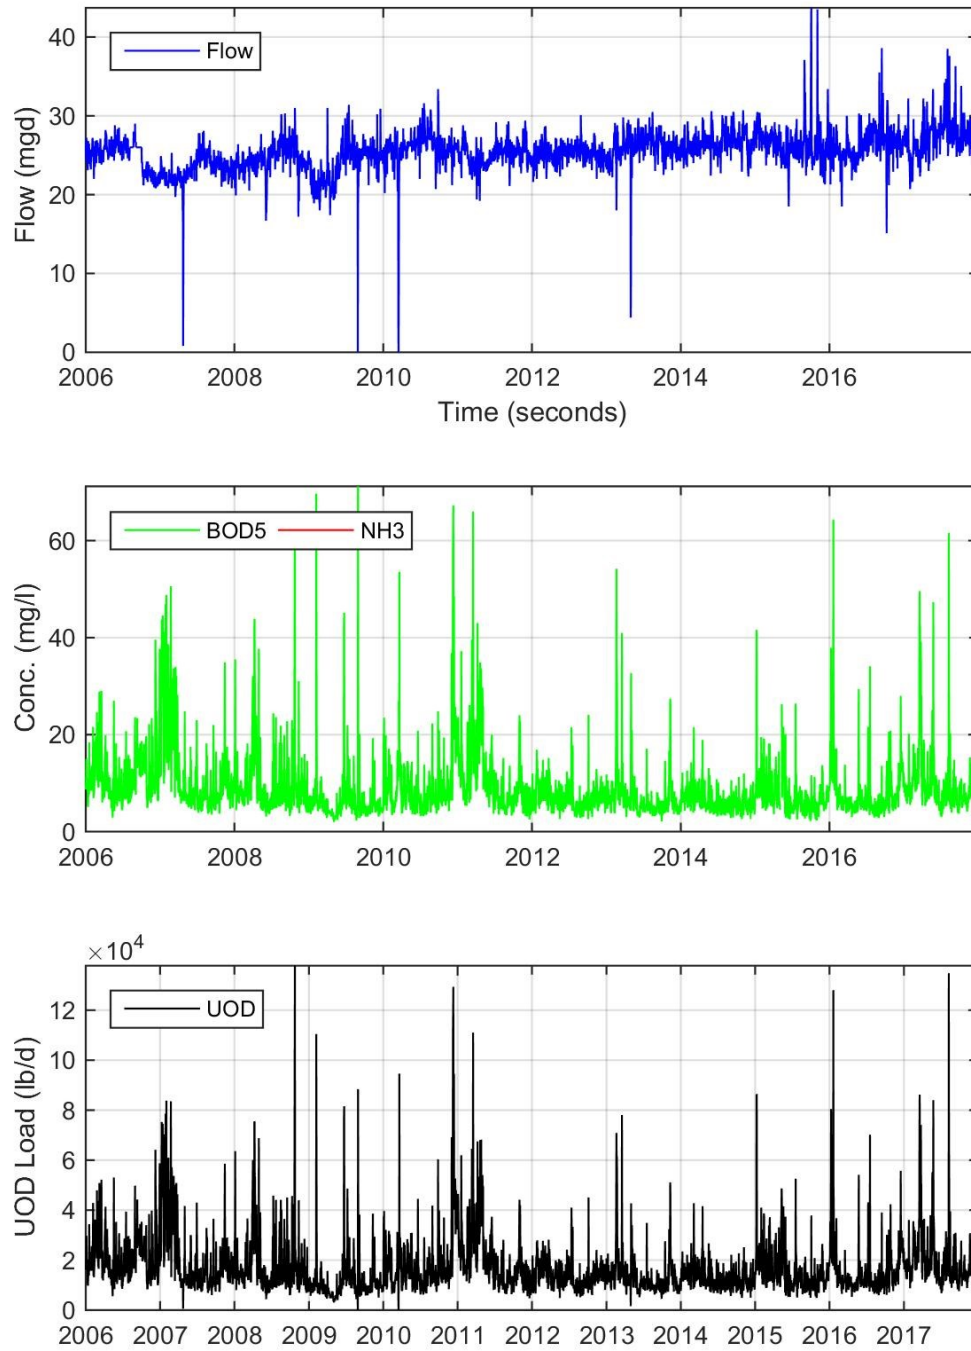 40
30
20
10
0
Flow (mgd)
Flow
2006 2008 2010 2012 2014 2016
Time (seconds)
60
40
20
0
Conc. (mg/l)
BOD5 NH3
2006 2008 2010 2012 2014 2016
×10^4
12
10
8
6
4
2
0
UOD Load (lb/d)
UOD
2006 2007 2008 2009 2010 2011 2012 2013 2014 2015 2016 2017